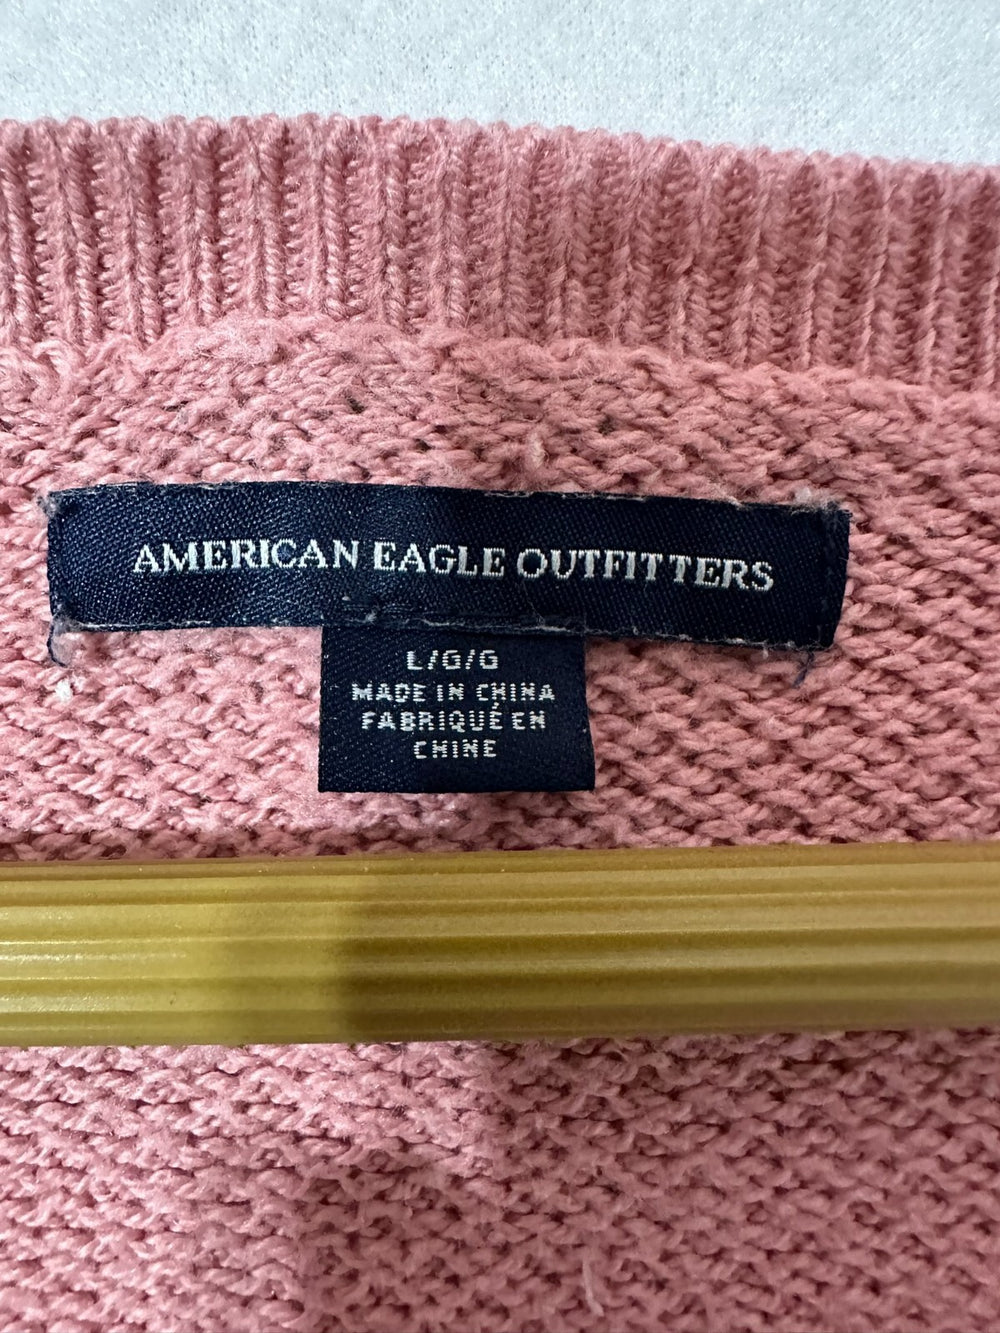 AMERICAN EAGLE OUTFITTERS
L/G/G
MADE IN CHINA
FABRIQUÉ EN
CHINE